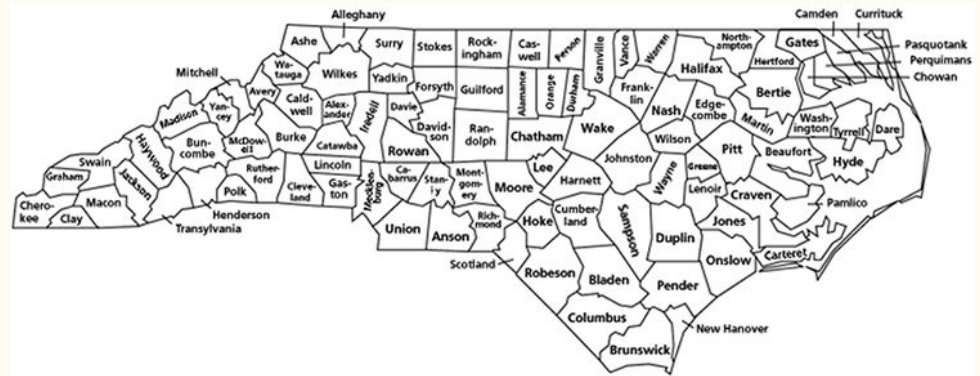 Alleghany
Camden
Currituck
Ashe
Surry
Stokes
Rock-
ingham
Cas-
well
Person
Granville
Vance
Warren
North-
ampton
Gates
Pasquotank
Perquimans
Chowan
Hertford
Halifax
Mitchell
Wa-
tauga
Wilkes
Yadkin
Forsyth
Guilford
Alamance
Orange
Durham
Frank-
lin
Nash
Edge-
combe
Bertie
Martin
Wash-
ington
Tyrrell
Dare
Avery
Cald-
well
Alex-
ander
Iredell
Davie
David-
son
Ran-
dolph
Chatham
Wake
Wilson
Pitt
Beaufort
Hyde
Madison
Yan-
cey
McDow-
ell
Burke
Catawba
Rowan
Haywood
Bun-
combe
Swain
Graham
Jackson
Ruther-
ford
Lincoln
Lee
Johnston
Wayne
Greene
Lenoir
Craven
Pamlico
Chero-
kee
Clay
Macon
Polk
Cleve-
land
Gas-
ton
Mecklen-
burg
Ca-
barrus
Stan-
ly
Mont-
gom-
ery
Moore
Harnett
Transylvania
Henderson
Union
Anson
Rich-
mond
Hoke
Cumber-
land
Sampson
Duplin
Jones
Onslow
Carteret
Scotland
Robeson
Bladen
Pender
Columbus
New Hanover
Brunswick